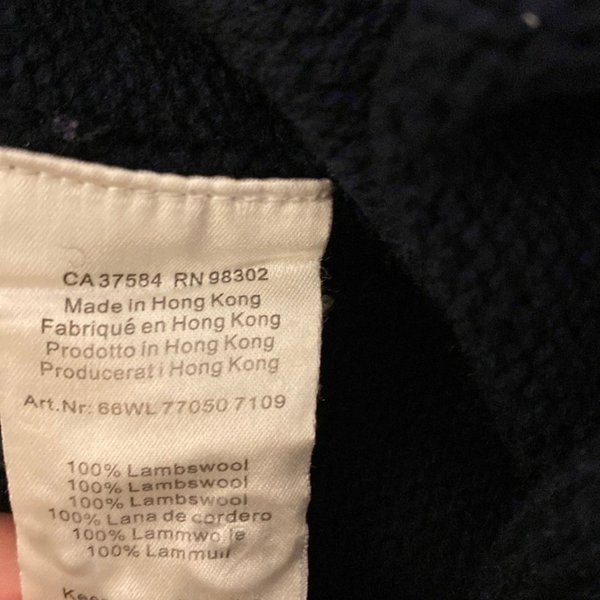 CA 37584 RN 98302
Made in Hong Kong
Fabriqué en Hong Kong
Prodotto in Hong Kong
Producerat i Hong Kong
Art.Nr: 66WL 77050 7109
100% Lambswool
100% Lambswool
100% Lambswool
100% Lana de cordero
100% Lammwolle
100% Lammull